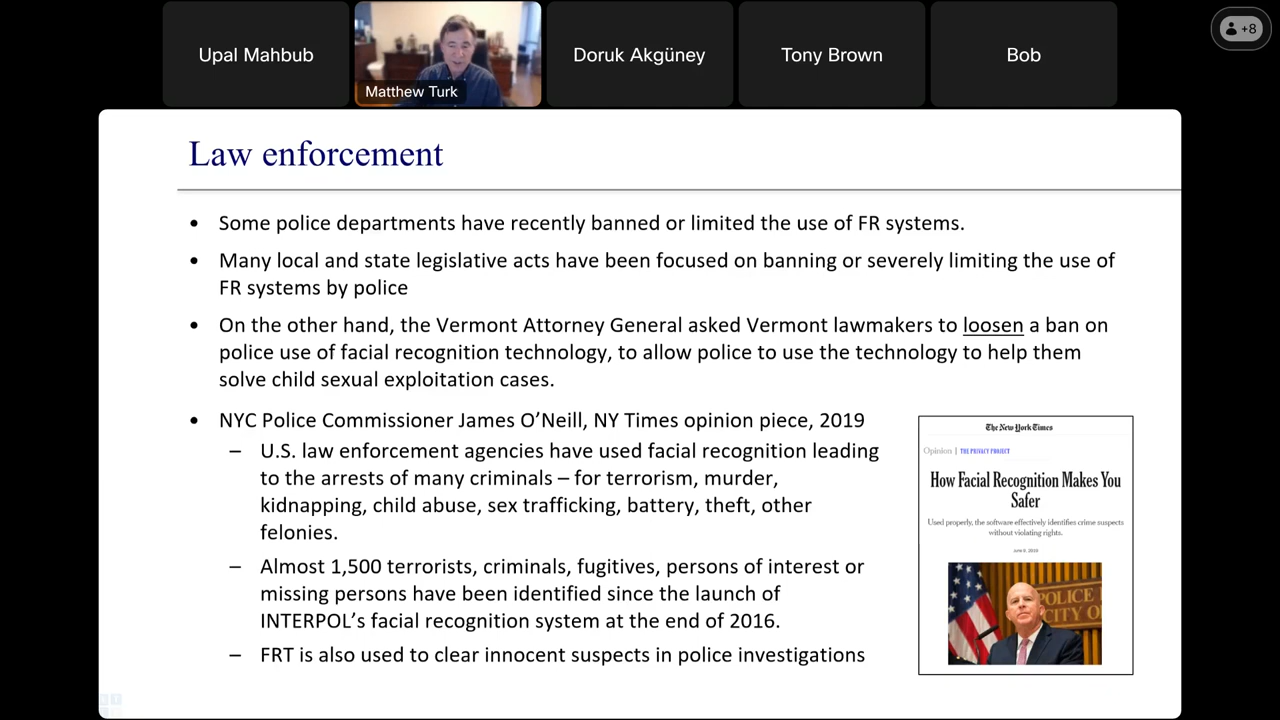 Upal Mahbub
Matthew Turk
Doruk Akgüney
Tony Brown
Bob
+8
Law enforcement
• Some police departments have recently banned or limited the use of FR systems.
• Many local and state legislative acts have been focused on banning or severely limiting the use of
FR systems by police
• On the other hand, the Vermont Attorney General asked Vermont lawmakers to loosen a ban on
police use of facial recognition technology, to allow police to use the technology to help them
solve child sexual exploitation cases.
• NYC Police Commissioner James O’Neill, NY Times opinion piece, 2019
– U.S. law enforcement agencies have used facial recognition leading
to the arrests of many criminals – for terrorism, murder,
kidnapping, child abuse, sex trafficking, battery, theft, other
felonies.
– Almost 1,500 terrorists, criminals, fugitives, persons of interest or
missing persons have been identified since the launch of
INTERPOL’s facial recognition system at the end of 2016.
– FRT is also used to clear innocent suspects in police investigations
The New York Times
Opinion | THE PRIVACY PROJECT
How Facial Recognition Makes You
Safer
Used properly, the software effectively identifies crime suspects
without violating rights.
POLICE
CITY OF